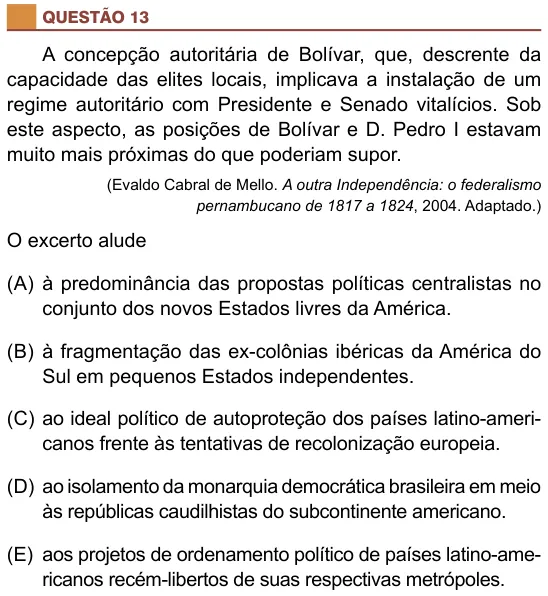 QUESTÃO 13
A concepção autoritária de Bolívar, que, descrente da
capacidade das elites locais, implicava a instalação de um
regime autoritário com Presidente e Senado vitalícios. Sob
este aspecto, as posições de Bolívar e D. Pedro I estavam
muito mais próximas do que poderiam supor.
(Evaldo Cabral de Mello. A outra Independência: o federalismo
pernambucano de 1817 a 1824, 2004. Adaptado.)
O excerto alude
(A) à predominância das propostas políticas centralistas no
conjunto dos novos Estados livres da América.
(B) à fragmentação das ex-colônias ibéricas da América do
Sul em pequenos Estados independentes.
(C) ao ideal político de autoproteção dos países latino-ameri-
canos frente às tentativas de recolonização europeia.
(D) ao isolamento da monarquia democrática brasileira em meio
às repúblicas caudilhistas do subcontinente americano.
(E) aos projetos de ordenamento político de países latino-ame-
ricanos recém-libertos de suas respectivas metrópoles.